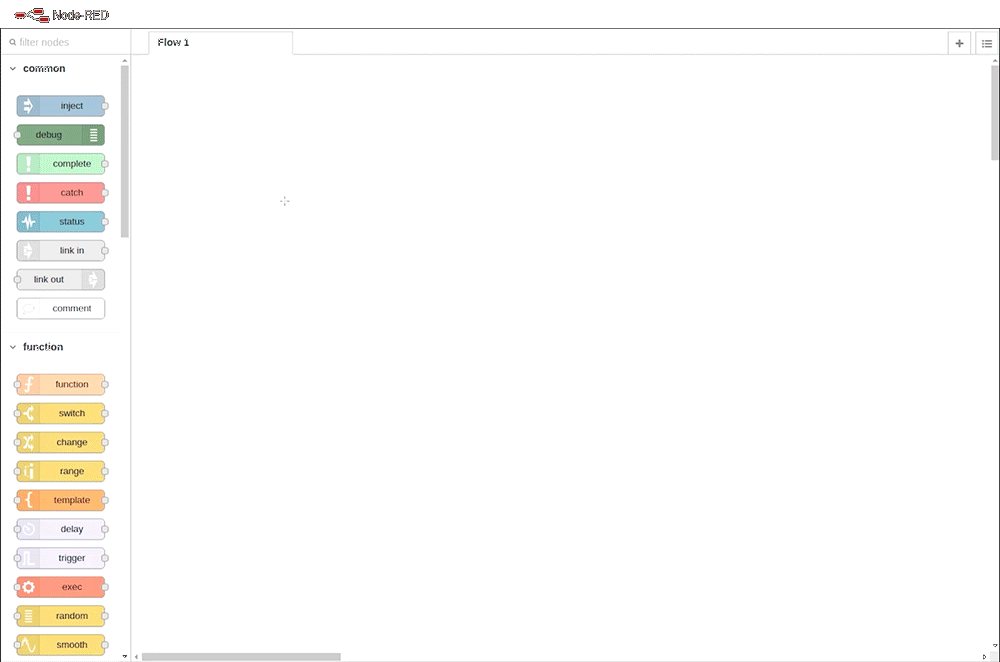 Node-RED
filter nodes
Flow 1
common
inject
debug
complete
catch
status
link in
link out
comment
function
function
switch
change
range
template
delay
trigger
exec
random
smooth